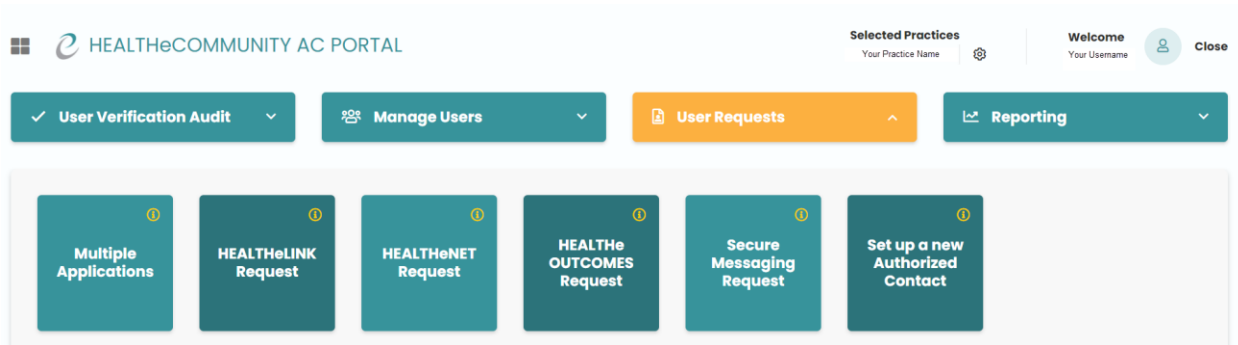 HEALTHeCOMMUNITY AC PORTAL
Selected Practices
Your Practice Name
Welcome
Your Username
Close
User Verification Audit
Manage Users
User Requests
Reporting
Multiple
Applications
HEALTHeLINK
Request
HEALTHeNET
Request
HEALTHe
OUTCOMES
Request
Secure
Messaging
Request
Set up a new
Authorized
Contact